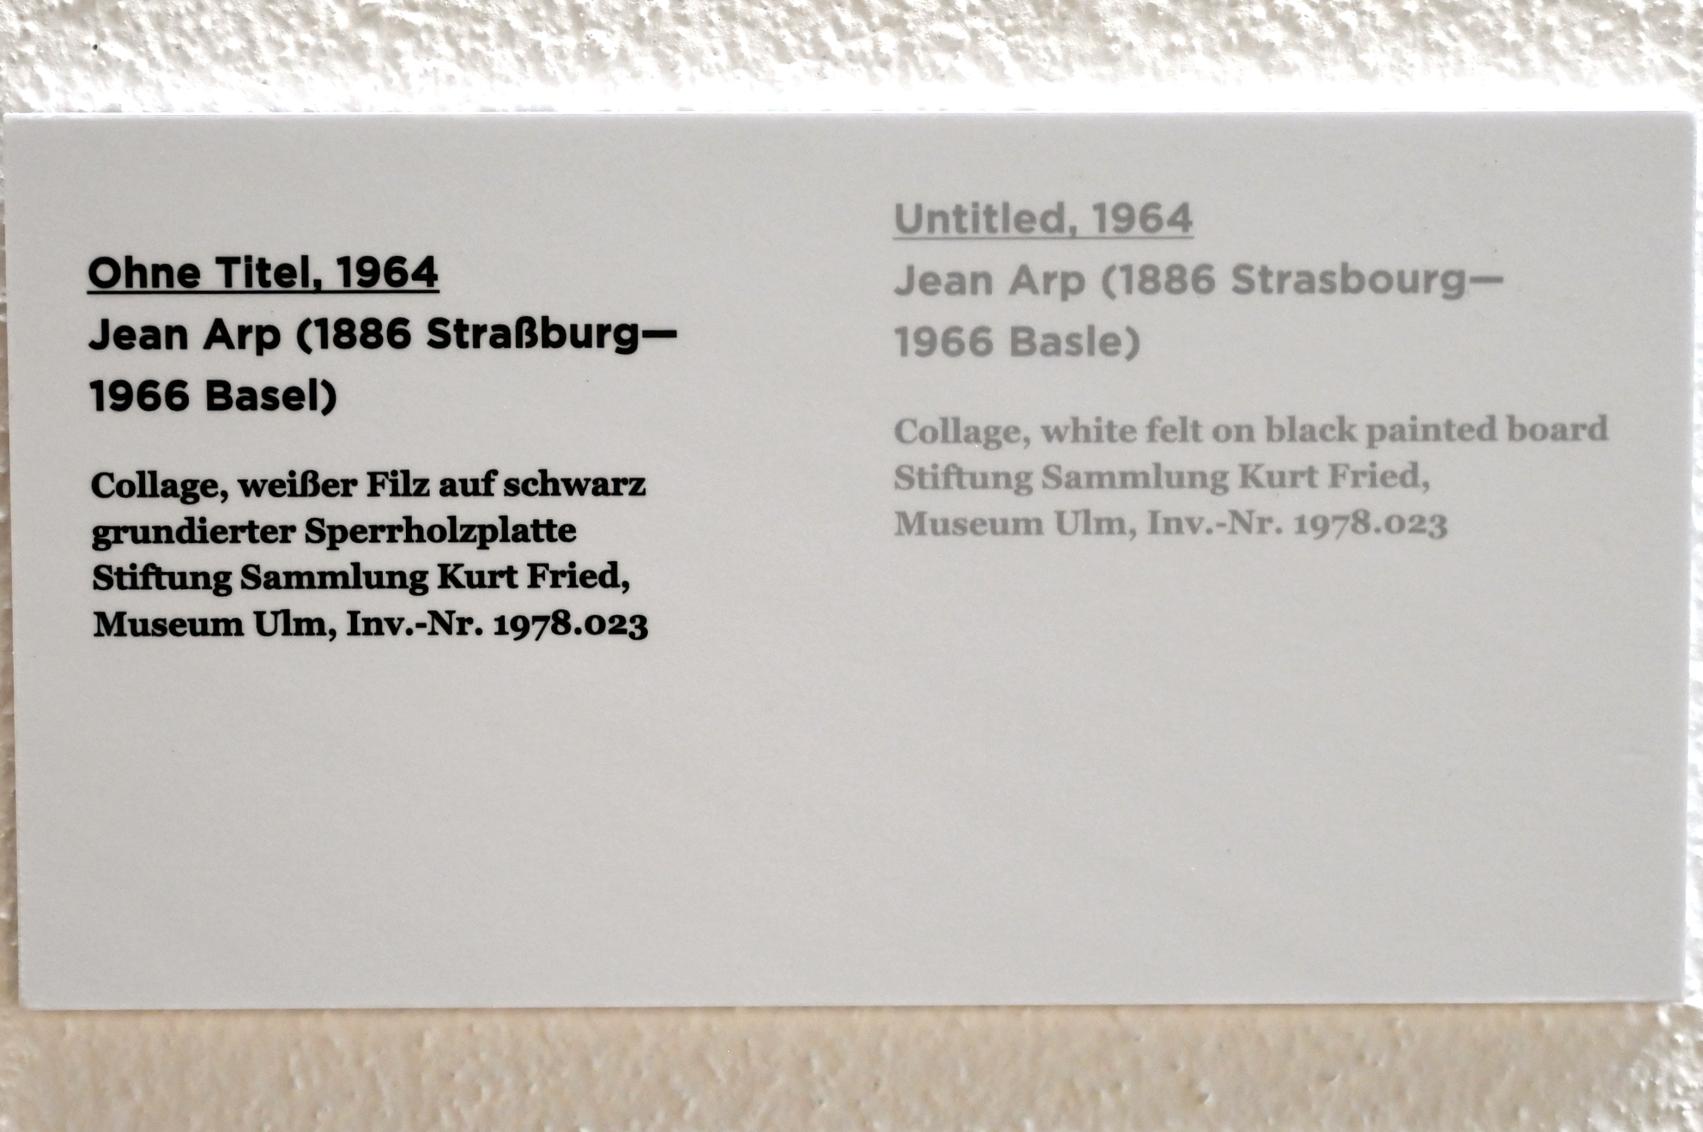 Ohne Titel, 1964
Jean Arp (1886 Straßburg—
1966 Basel)
Collage, weißer Filz auf schwarz
grundierter Sperrholzplatte
Stiftung Sammlung Kurt Fried,
Museum Ulm, Inv.-Nr. 1978.023
Untitled, 1964
Jean Arp (1886 Strasbourg—
1966 Basle)
Collage, white felt on black painted board
Stiftung Sammlung Kurt Fried,
Museum Ulm, Inv.-Nr. 1978.023